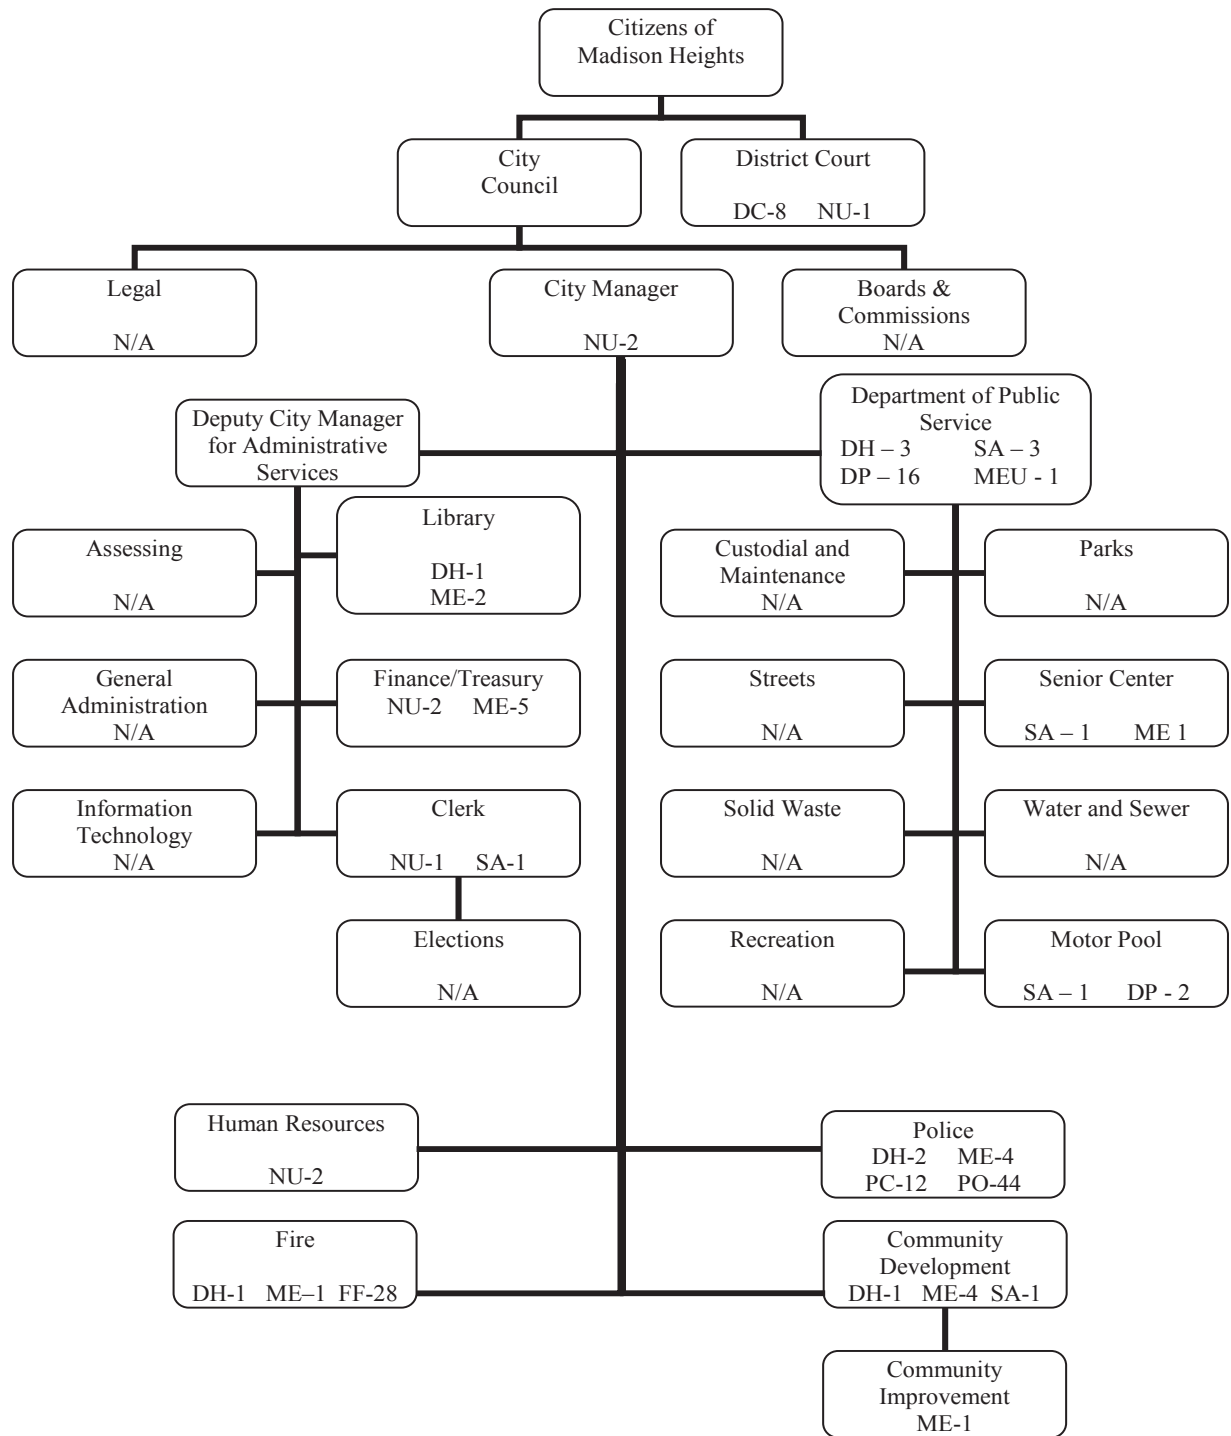 Citizens of
Madison Heights
City
Council
District Court
DC-8 NU-1
Legal
N/A
City Manager
NU-2
Boards &
Commissions
N/A
Deputy City Manager
for Administrative
Services
Department of Public
Service
DH – 3 SA – 3
DP – 16 MEU - 1
Assessing
N/A
Library
DH-1
ME-2
Custodial and
Maintenance
N/A
Parks
N/A
General
Administration
N/A
Finance/Treasury
NU-2 ME-5
Streets
N/A
Senior Center
SA – 1 ME 1
Information
Technology
N/A
Clerk
NU-1 SA-1
Solid Waste
N/A
Water and Sewer
N/A
Elections
N/A
Recreation
N/A
Motor Pool
SA – 1 DP - 2
Human Resources
NU-2
Police
DH-2 ME-4
PC-12 PO-44
Fire
DH-1 ME–1 FF-28
Community
Development
DH-1 ME-4 SA-1
Community
Improvement
ME-1